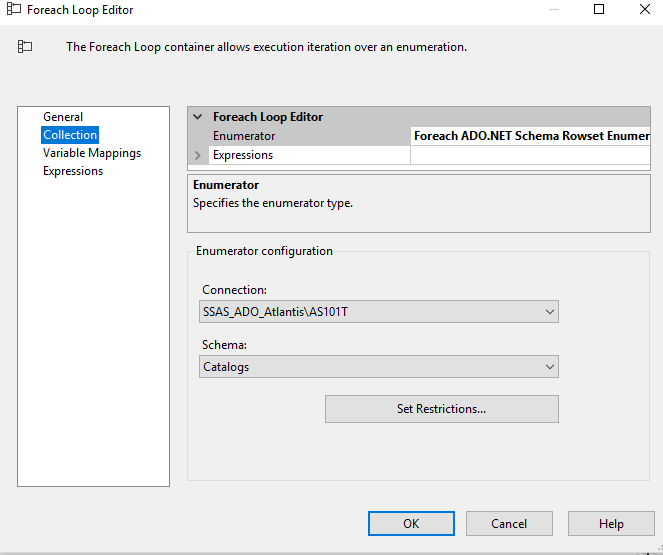 Foreach Loop Editor
The Foreach Loop container allows execution iteration over an enumeration.
General
Collection
Variable Mappings
Expressions
Foreach Loop Editor
Enumerator Foreach ADO.NET Schema Rowset Enumer
Expressions
Enumerator
Specifies the enumerator type.
Enumerator configuration
Connection:
SSAS_ADO_Atlantis\AS101T
Schema:
Catalogs
Set Restrictions...
OK Cancel Help